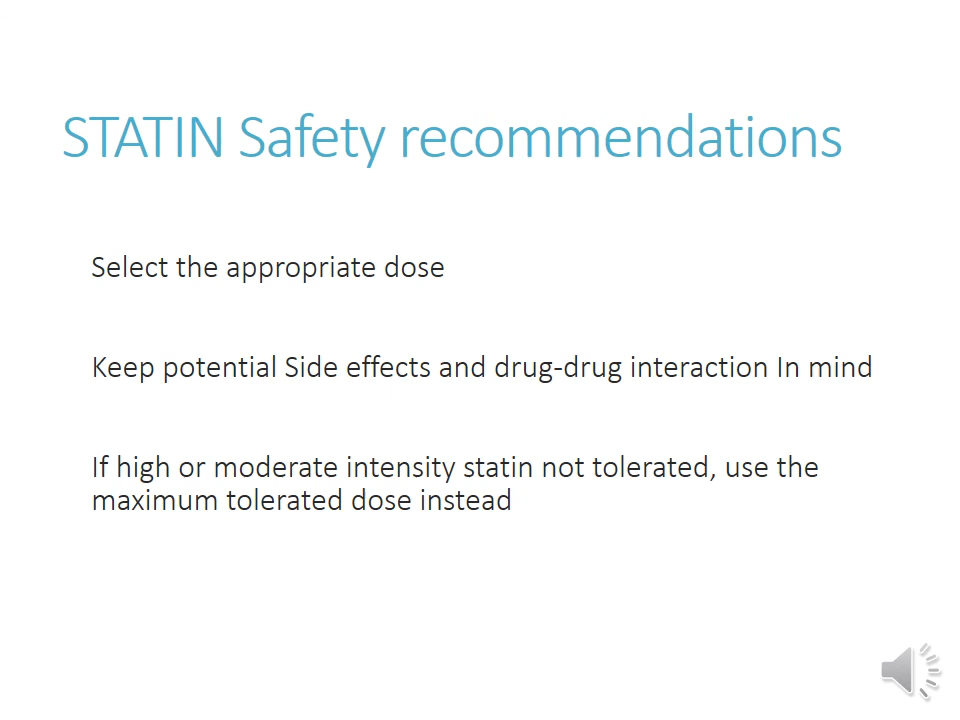 STATIN Safety recommendations
Select the appropriate dose
Keep potential Side effects and drug-drug interaction In mind
If high or moderate intensity statin not tolerated, use the
maximum tolerated dose instead